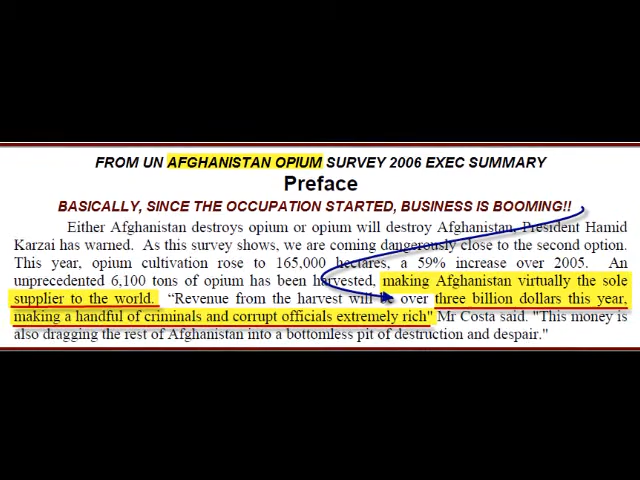 FROM UN AFGHANISTAN OPIUM SURVEY 2006 EXEC SUMMARY
Preface
BASICALLY, SINCE THE OCCUPATION STARTED, BUSINESS IS BOOMING!!
Either Afghanistan destroys opium or opium will destroy Afghanistan, President Hamid
Karzai has warned. As this survey shows, we are coming dangerously close to the second option.
This year, opium cultivation rose to 165,000 hectares, a 59% increase over 2005. An
unprecedented 6,100 tons of opium has been harvested, making Afghanistan virtually the sole
supplier to the world. “Revenue from the harvest will be over three billion dollars this year,
making a handful of criminals and corrupt officials extremely rich" Mr Costa said. "This money is
also dragging the rest of Afghanistan into a bottomless pit of destruction and despair."